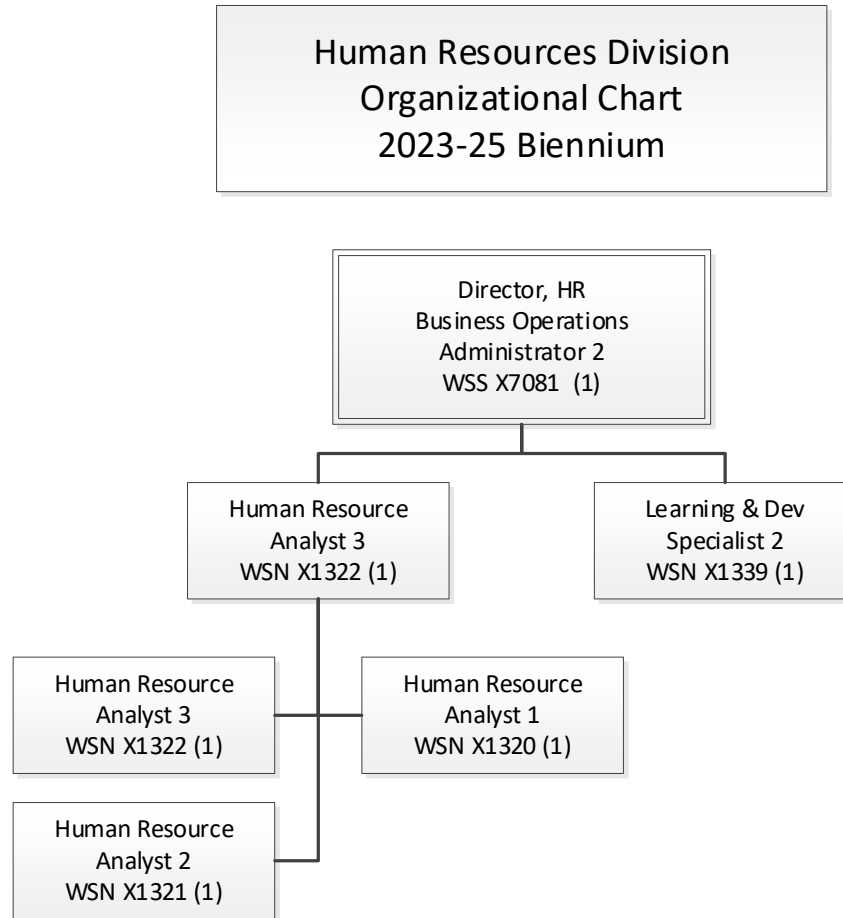 Human Resources Division
Organizational Chart
2023-25 Biennium
Director, HR
Business Operations
Administrator 2
WSS X7081 (1)
Human Resource
Analyst 3
WSN X1322 (1)
Learning & Dev
Specialist 2
WSN X1339 (1)
Human Resource
Analyst 3
WSN X1322 (1)
Human Resource
Analyst 1
WSN X1320 (1)
Human Resource
Analyst 2
WSN X1321 (1)